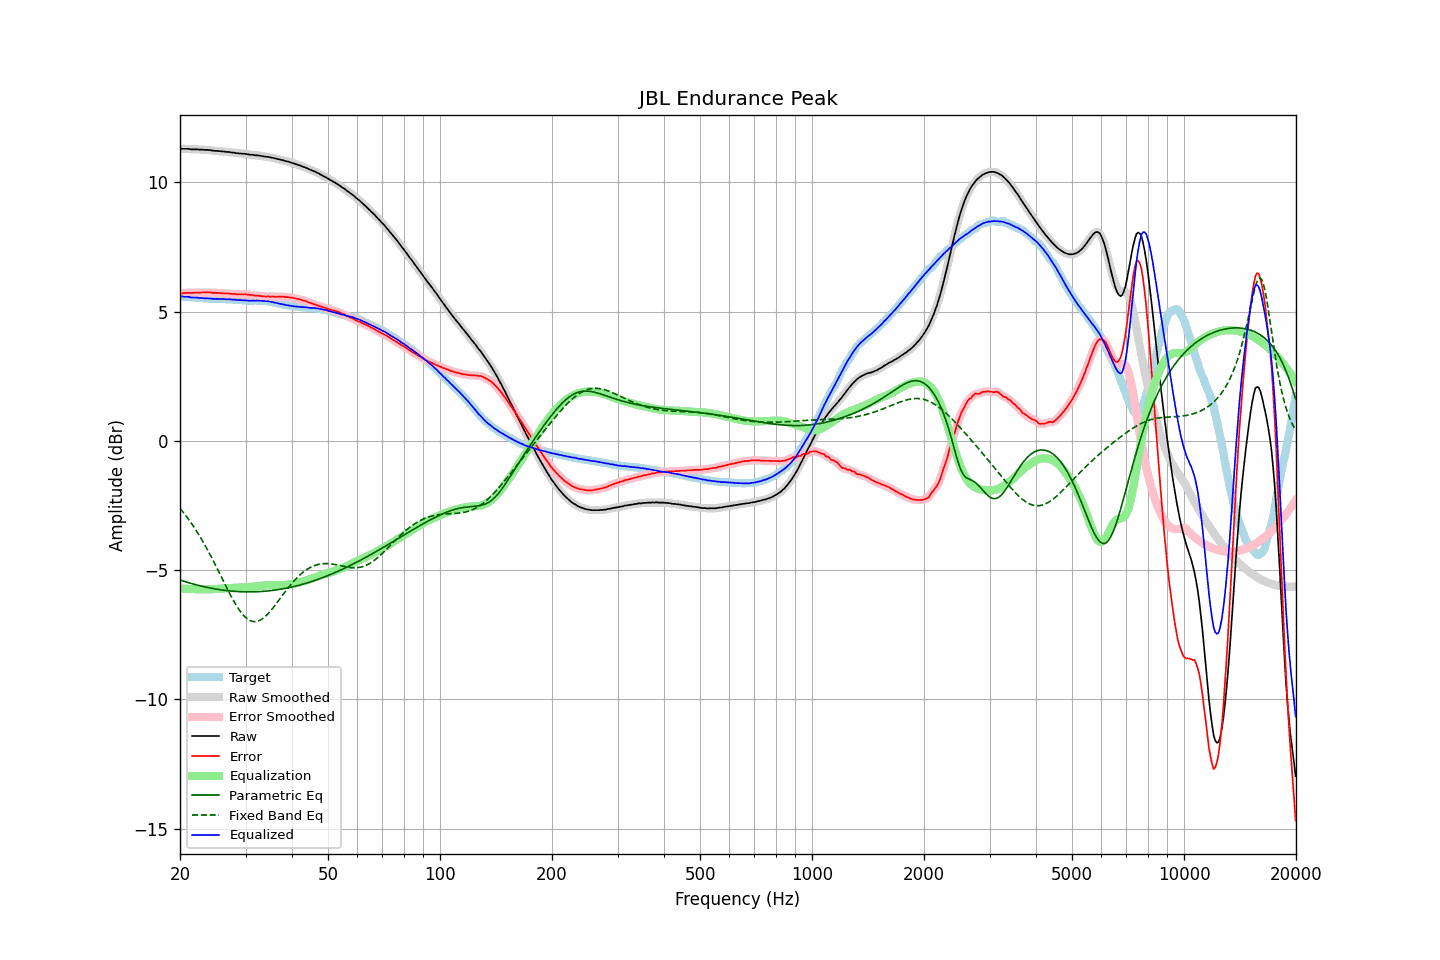 JBL Endurance Peak
Amplitude (dBr)
10
5
0
−5
−10
−15
Target
Raw Smoothed
Error Smoothed
Raw
Error
Equalization
Parametric Eq
Fixed Band Eq
Equalized
20 50 100 200 500 1000 2000 5000 10000 20000
Frequency (Hz)